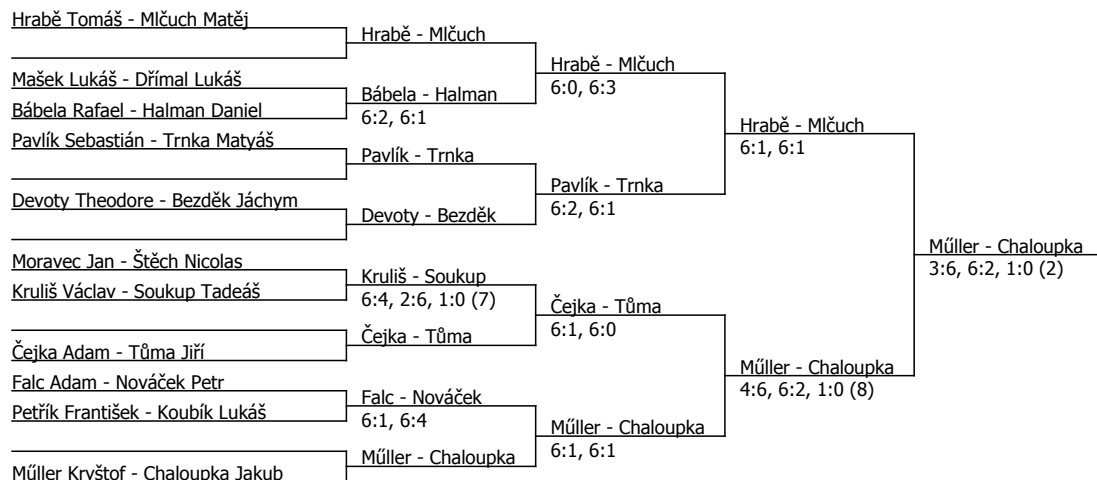 Hrabě Tomáš - Mlčuch Matěj
Mašek Lukáš - Dřímal Lukáš
Bábela Rafael - Halman Daniel
Pavlík Sebastián - Trnka Matyáš
Devoty Theodore - Bezděk Jáchym
Moravec Jan - Štěch Nicolas
Kruliš Václav - Soukup Tadeáš
Čejka Adam - Tůma Jiří
Falc Adam - Nováček Petr
Petřík František - Koubík Lukáš
Műller Kryštof - Chaloupka Jakub
Hrabě - Mlčuch
Bábela - Halman
6:2, 6:1
Pavlík - Trnka
Devoty - Bezděk
Kruliš - Soukup
6:4, 2:6, 1:0 (7)
Čejka - Tůma
Falc - Nováček
6:1, 6:4
Műller - Chaloupka
Hrabě - Mlčuch
6:0, 6:3
Pavlík - Trnka
6:2, 6:1
Čejka - Tůma
6:1, 6:0
Műller - Chaloupka
6:1, 6:1
Hrabě - Mlčuch
6:1, 6:1
Műller - Chaloupka
4:6, 6:2, 1:0 (8)
Műller - Chaloupka
3:6, 6:2, 1:0 (2)